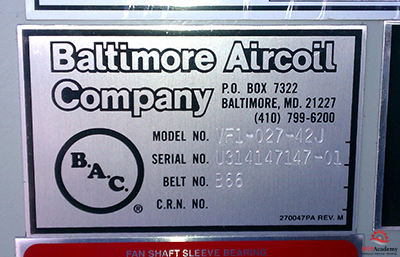 Baltimore Aircoil
Company
P.O. BOX 7322
BALTIMORE, MD. 21227
(410) 799-6200
MODEL NO. VF1-027-42J
SERIAL NO. U314147147-01
BELT NO. B66
C.R.N. NO.
B.A.C.
®
270047PA REV. M
FAN SHAFT SLEEVE BEARING
Academy